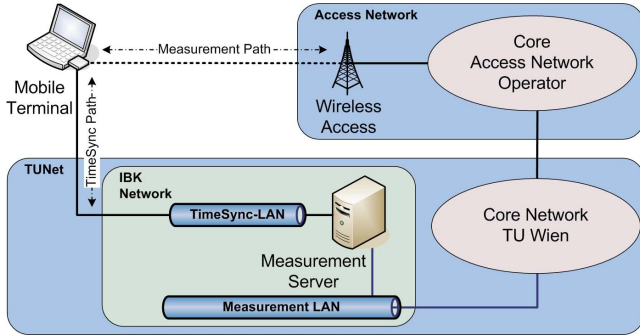 Access Network
Measurement Path
Core
Access Network
Operator
Mobile
Terminal
Wireless
Access
TimeSync Path
TUNet
IBK
Network
TimeSync-LAN
Core Network
TU Wien
Measurement
Server
Measurement LAN